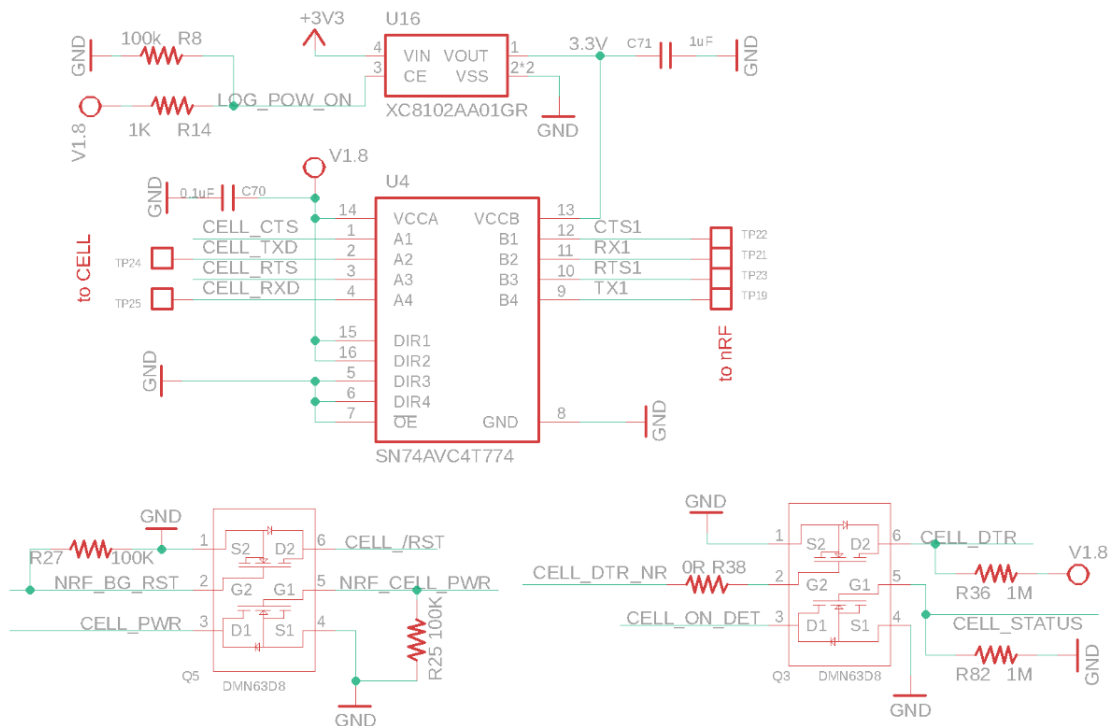 +3V3
U16
GND
100k R8
4 VIN VOUT 1
3.3V
C71 1uF
GND
3 CE VSS 2*2
LOG_POW_ON
XC8102AA01GR
GND
V1.8
1K R14
V1.8
GND
0.1uF C70
U4
14 VCCA VCCB 13
CELL_CTS 1 A1 B1 12 CTS1 TP22
CELL_TXD 2 A2 B2 11 RX1 TP21
TP24
CELL_RTS 3 A3 B3 10 RTS1 TP23
CELL_RXD 4 A4 B4 9 TX1 TP19
TP25
to CELL
to nRF
15 DIR1
16 DIR2
GND
5 DIR3
6 DIR4
7 OE GND 8
GND
SN74AVC4T774
GND
R27 100K
1 S2 D2 6 CELL_/RST
NRF_BG_RST 2 G2 G1 5 NRF_CELL_PWR
CELL_PWR 3 D1 S1 4
R25 100K
Q5 DMN63D8
GND
GND
1 S2 D2 6 CELL_DTR
V1.8
CELL_DTR_NR 0R R38 2 G2 G1 5
R36 1M
CELL_ON_DET 3 D1 S1 4
CELL_STATUS
R82 1M
GND
Q3 DMN63D8
GND